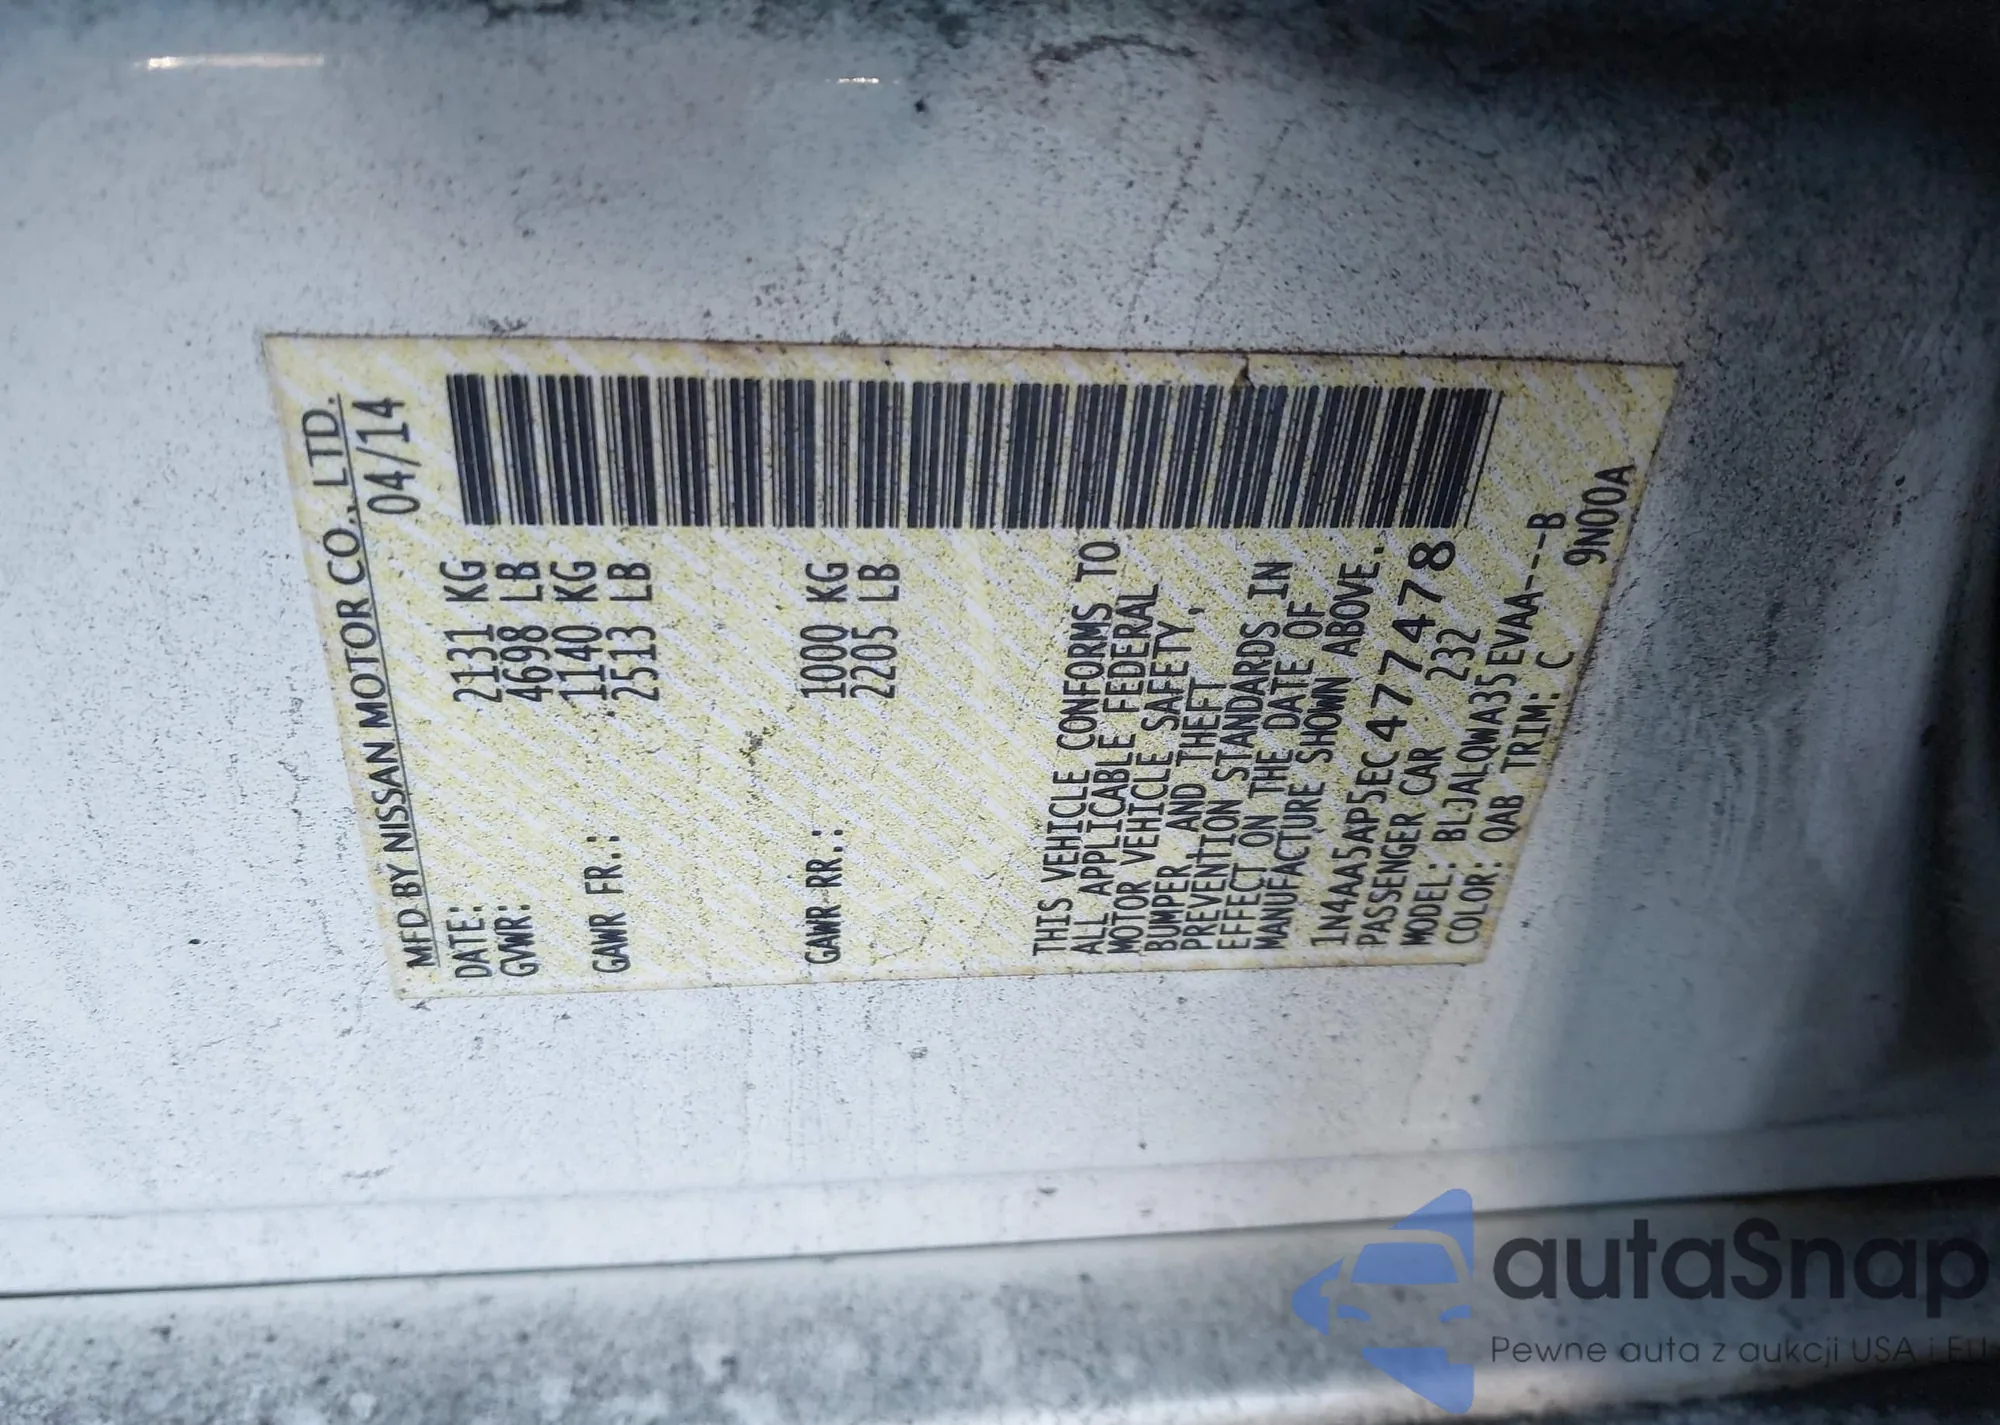 MFD BY NISSAN MOTOR CO., LTD.
DATE: 04/14
GVWR: 2131 KG
4698 LB
GAWR FR.: 1140 KG
2513 LB
GAWR RR.: 1000 KG
2205 LB
THIS VEHICLE CONFORMS TO
ALL APPLICABLE FEDERAL
MOTOR VEHICLE SAFETY,
BUMPER, AND THEFT
PREVENTION STANDARDS IN
EFFECT ON THE DATE OF
MANUFACTURE SHOWN ABOVE.
1N4AA5AP5EC477478
PASSENGER CAR 232
MODEL: BLJALQWA35EVAA---B
COLOR: QAB TRIM: C 9N00A
autaSnap
Pewne auta z aukcji USA i EU